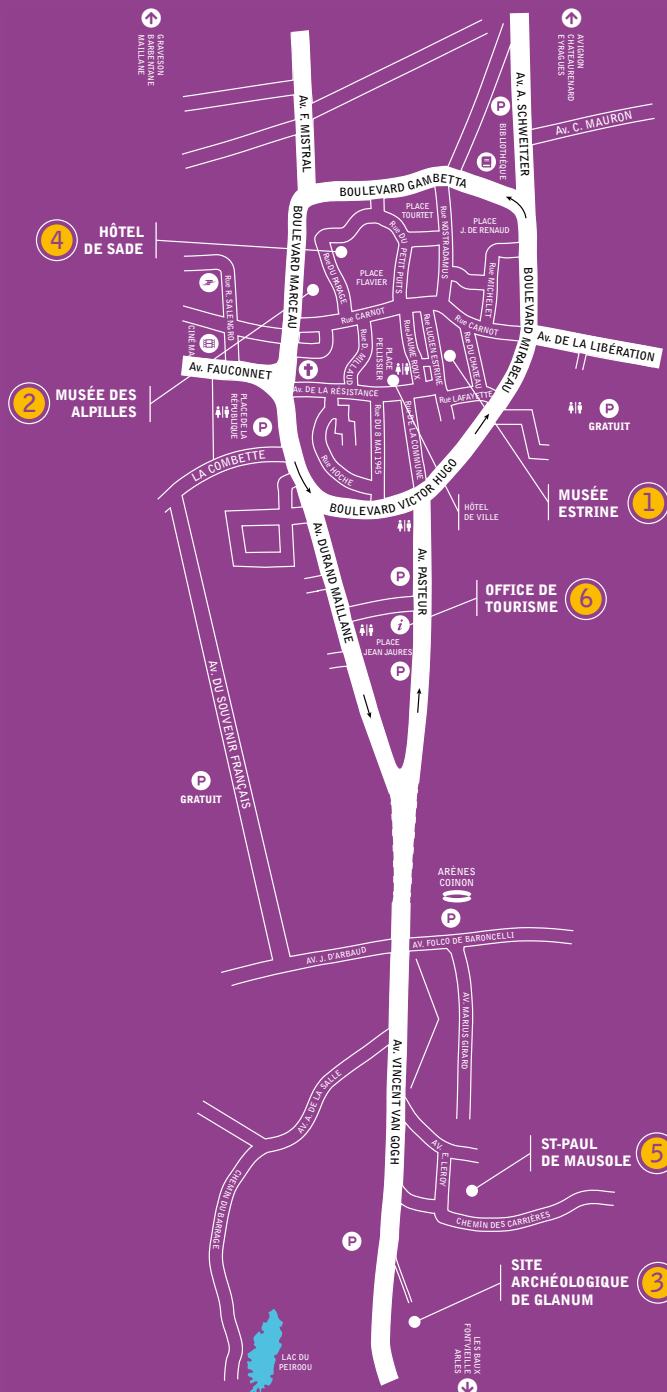 GRAVESON
BARBENTANE
MAILLANE
AVIGNON
CHATEAURENARD
EYRAGUES
Av. F. MISTRAL
Av. A. SCHWEITZER
P
BIBLIOTHÈQUE
Av. C. MAURON
BOULEVARD GAMBETTA
PLACE
TOURTET
Rue NOSTRADAMUS
PLACE
J. DE RENAUD
4
HÔTEL
DE SADE
BOULEVARD MARCEAU
Rue DU PARAGE
PLACE
FLAVIER
Rue DU PETIT PUITS
Rue MICHELET
BOULEVARD MIRABEAU
Rue R. SALENGRO
CINÉMA
Rue CARNOT
Rue CARNOT
Av. DE LA LIBÉRATION
Rue D. MILLAUD
PLACE
PELISSIER
Rue JAUME ROUX
Rue LUCIEN ESTRINE
Rue DU CHATEAU
Av. FAUCONNET
Av. DE LA RÉSISTANCE
Rue LAFAYETTE
2
MUSÉE DES
ALPILLES
PLACE DE LA
RÉPUBLIQUE
P
P
GRATUIT
Rue DU 8 MAI 1945
Rue DE LA COMMUNE
Rue HOCHE
LA COMBETTE
BOULEVARD VICTOR HUGO
HÔTEL
DE VILLE
MUSÉE
ESTRINE
1
Av. DURAND MAILLANE
Av. PASTEUR
P
OFFICE DE
TOURISME
6
i
PLACE
JEAN JAURES
P
Av. DU SOUVENIR FRANÇAIS
P
GRATUIT
ARÈNES
COINON
P
AV. J. D'ARBAUD
AV. FOLCO DE BARONCELLI
AV. MARIUS GIRARD
Av. VINCENT VAN GOGH
AV. A. DE LA SALLE
AV. E. LEROY
ST-PAUL
DE MAUSOLE
5
CHEMIN DU BARRAGE
CHEMIN DES CARRIÈRES
P
SITE
ARCHÉOLOGIQUE
DE GLANUM
3
LAC DU
PEIROOU
LES BAUX
FONTVIEILLE
ARLES